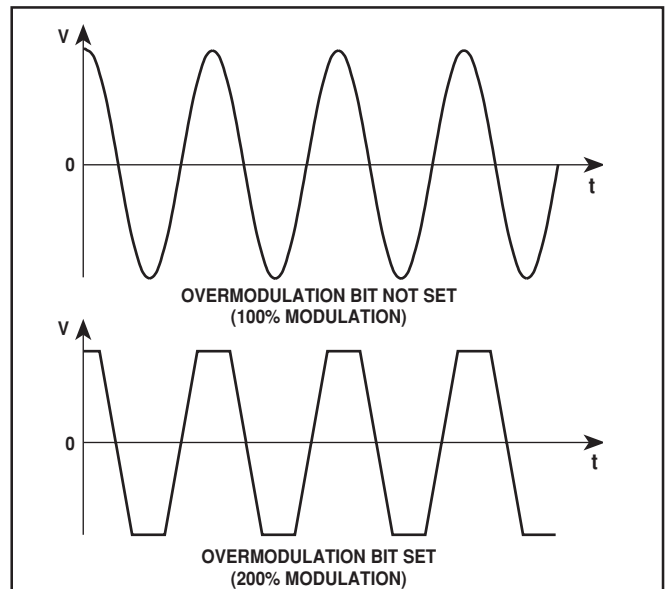 V
0
t
OVERMODULATION BIT NOT SET
(100% MODULATION)
V
0
t
OVERMODULATION BIT SET
(200% MODULATION)